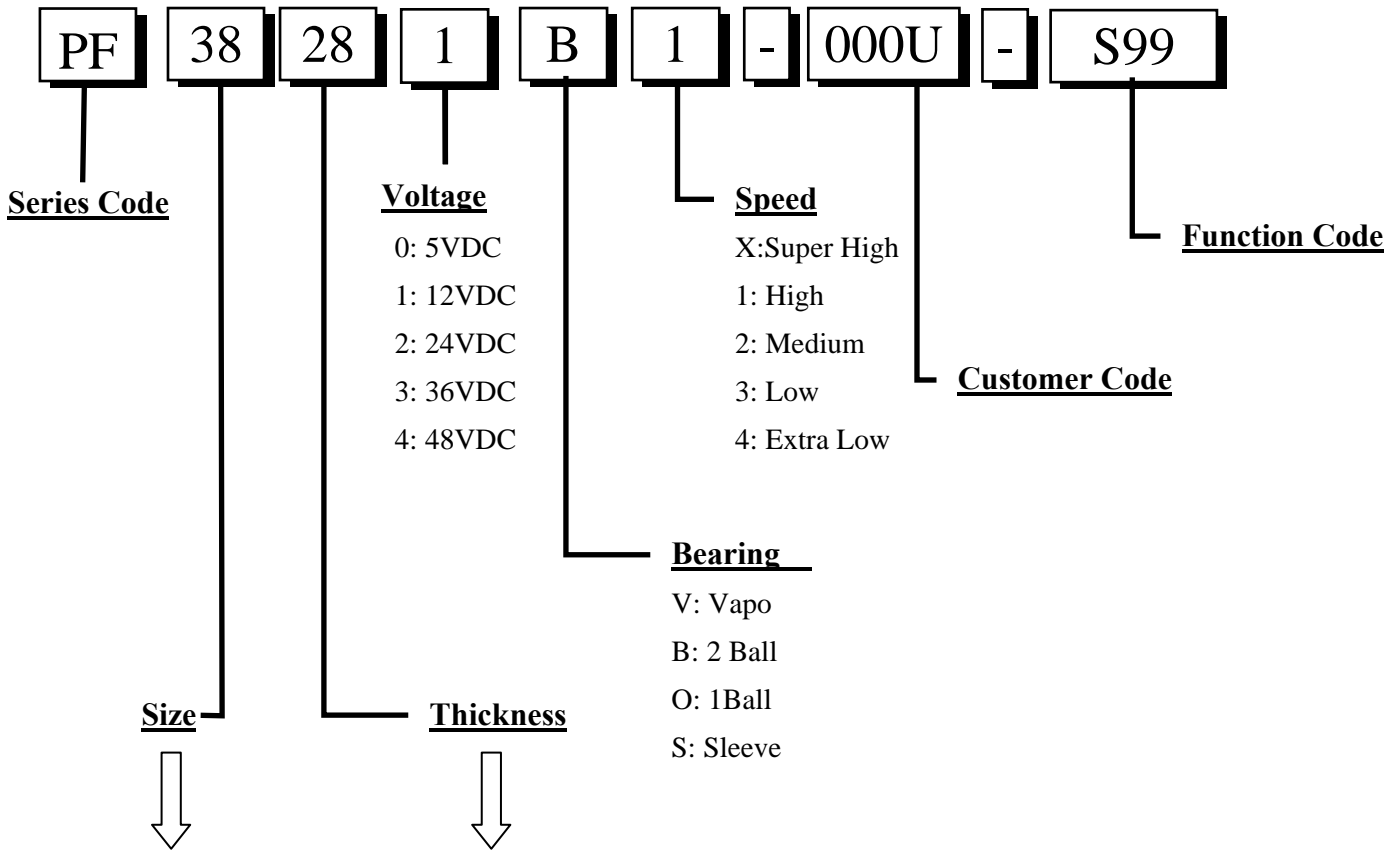 PF 38 28 1 B 1 - 000U - S99
Series Code
Voltage
0: 5VDC
1: 12VDC
2: 24VDC
3: 36VDC
4: 48VDC
Speed
X:Super High
1: High
2: Medium
3: Low
4: Extra Low
Function Code
Customer Code
Bearing
V: Vapo
B: 2 Ball
O: 1Ball
S: Sleeve
Size
Thickness